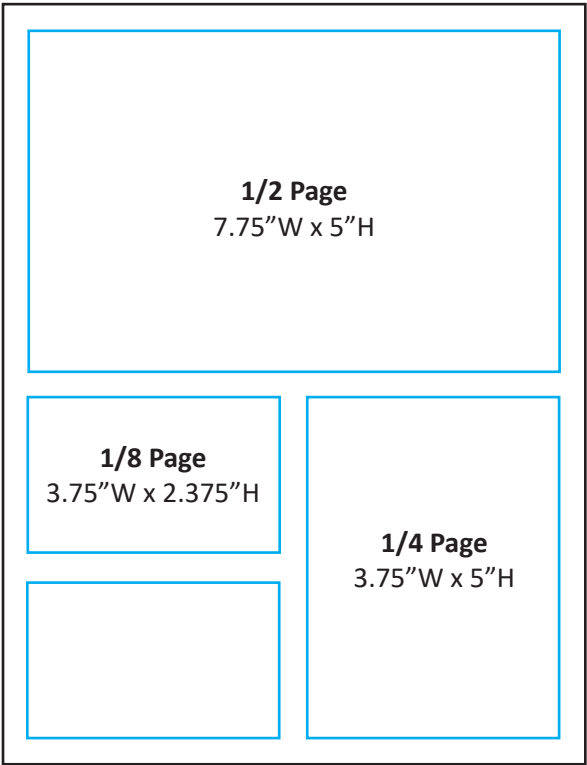 1/2 Page
7.75”W x 5”H
1/8 Page
3.75”W x 2.375”H
1/4 Page
3.75”W x 5”H